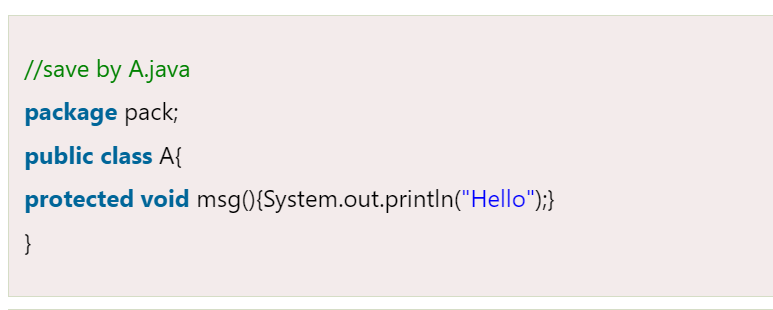 //save by A.java
package pack;
public class A{
protected void msg(){System.out.println("Hello");}
}